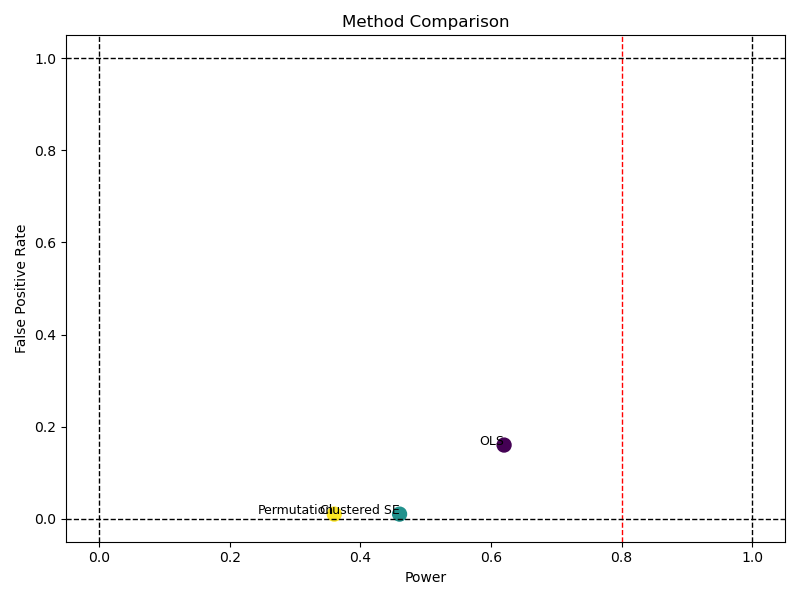 Method Comparison
False Positive Rate
1.0
0.8
0.6
0.4
0.2
0.0
OLS
Permutation
Clustered SE
0.0 0.2 0.4 0.6 0.8 1.0
Power